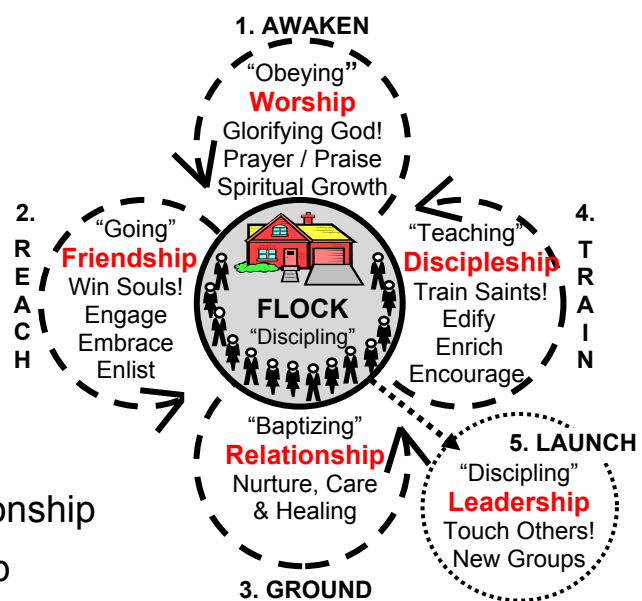 1. AWAKEN
“Obeying”
Worship
Glorifying God!
Prayer / Praise
Spiritual Growth
2.
REACH
“Going”
Friendship
Win Souls!
Engage
Embrace
Enlist
FLOCK
“Discipling”
4.
TRAIN
“Teaching”
Discipleship
Train Saints!
Edify
Enrich
Encourage
“Baptizing”
Relationship
Nurture, Care
& Healing
3. GROUND
5. LAUNCH
“Discipling”
Leadership
Touch Others!
New Groups